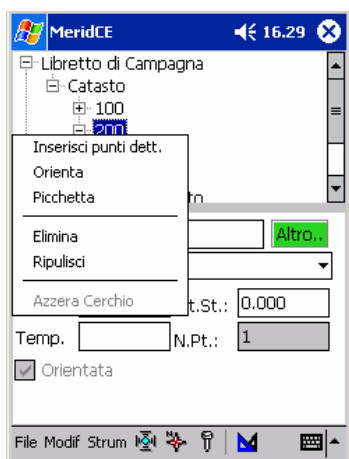 MeridCE 16.29
Libretto di Campagna
Catasto
100
200
Inserisci punti dett.
Orienta
Picchetta
Elimina
Altro..
Ripulisci
Azzera Cerchio
t.St.: 0.000
Temp. N.Pt.: 1
Orientata
File Modif Strum